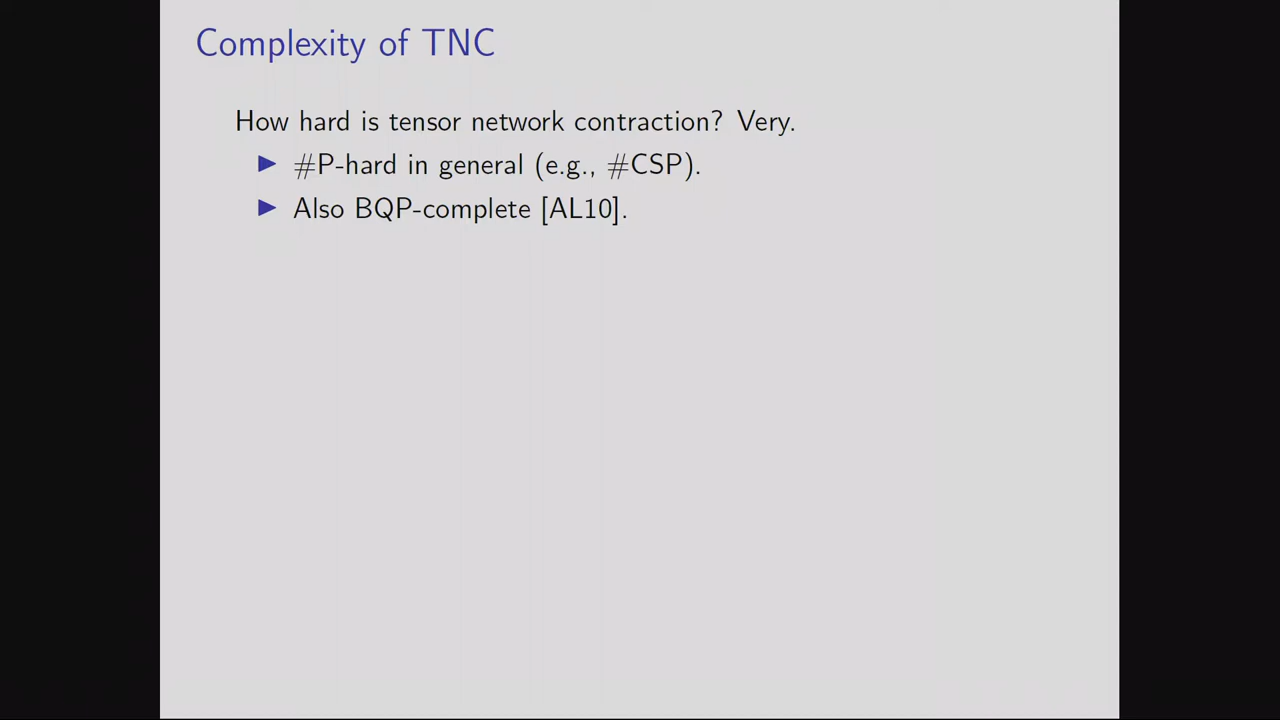 Complexity of TNC
How hard is tensor network contraction? Very.
▶ #P-hard in general (e.g., #CSP).
▶ Also BQP-complete [AL10].